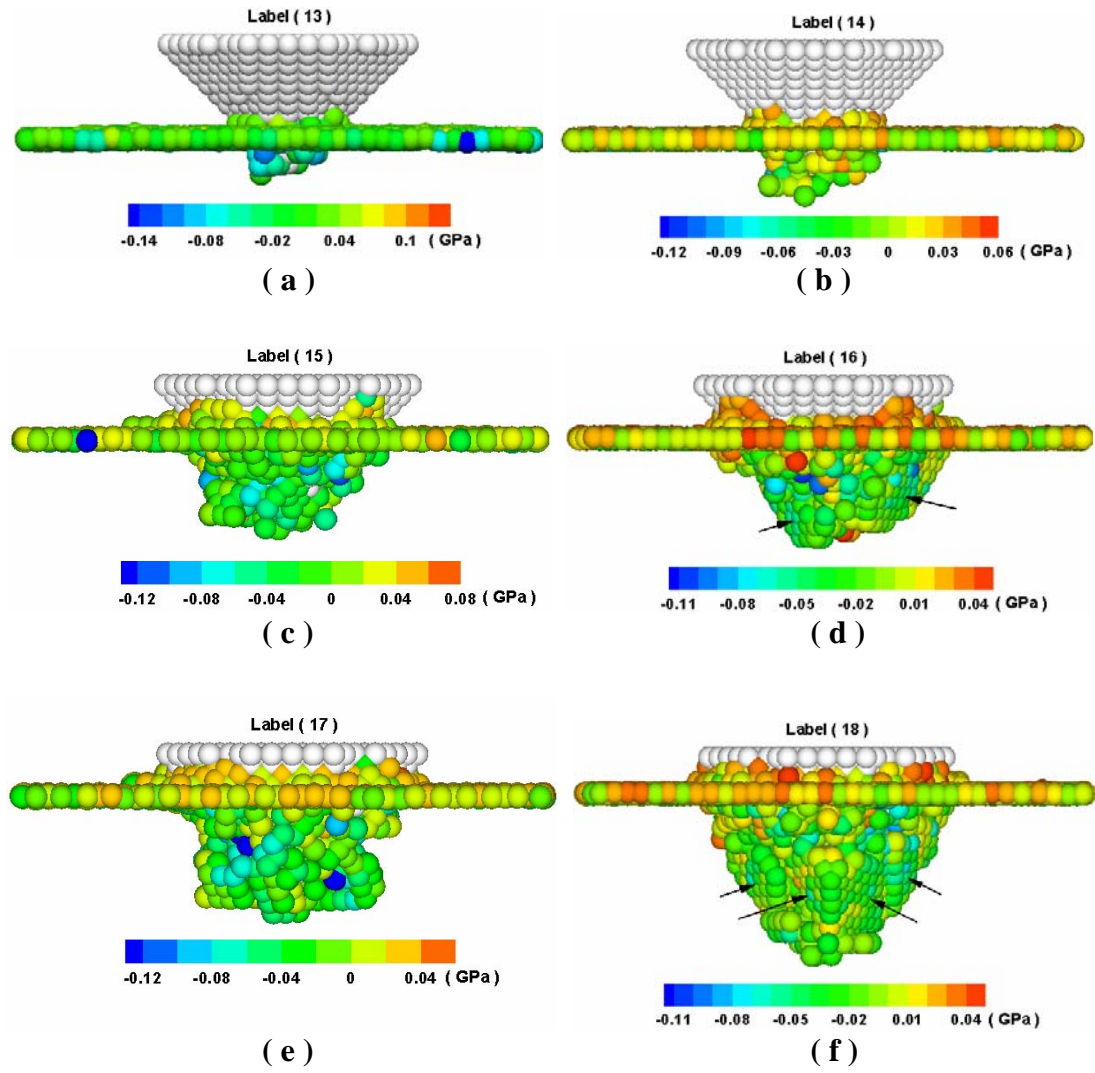 Label ( 13 )
-0.14 -0.08 -0.02 0.04 0.1 ( GPa )
( a )
Label ( 14 )
-0.12 -0.09 -0.06 -0.03 0 0.03 0.06 ( GPa )
( b )
Label ( 15 )
-0.12 -0.08 -0.04 0 0.04 0.08 ( GPa )
( c )
Label ( 16 )
-0.11 -0.08 -0.05 -0.02 0.01 0.04 ( GPa )
( d )
Label ( 17 )
-0.12 -0.08 -0.04 0 0.04 ( GPa )
( e )
Label ( 18 )
-0.11 -0.08 -0.05 -0.02 0.01 0.04 ( GPa )
( f )